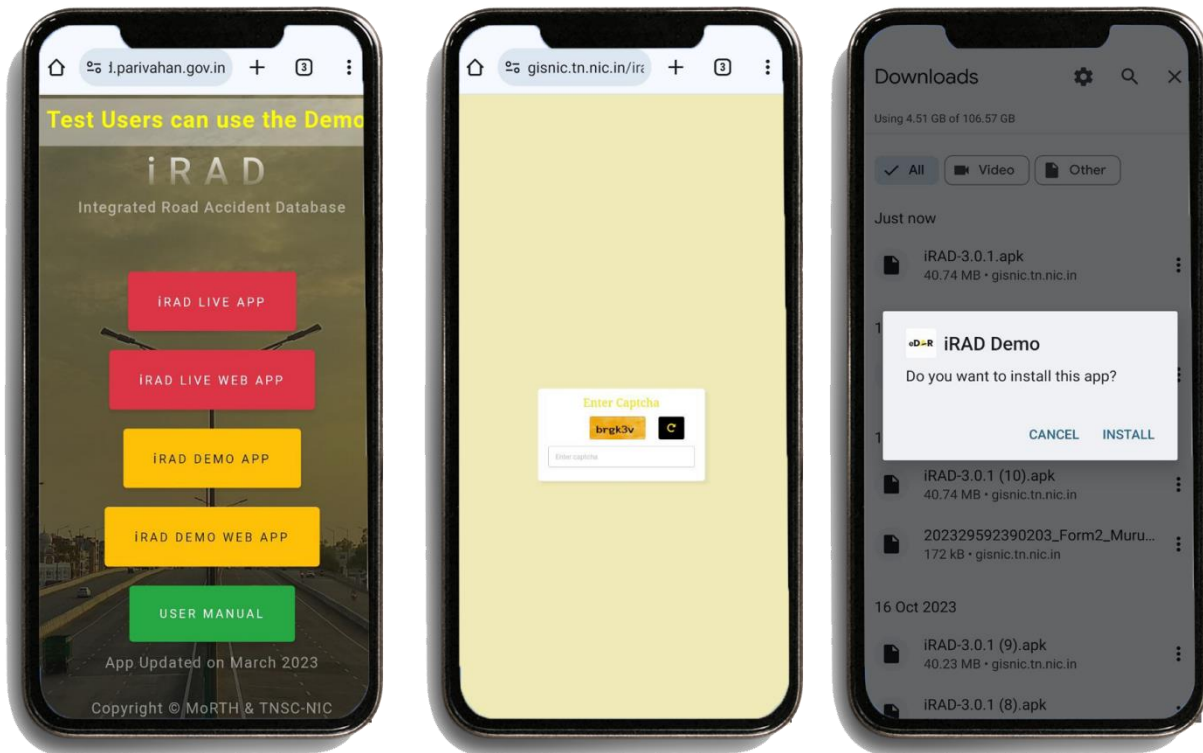 l.parivahan.gov.in
3
Test Users can use the Demo
iRAD
Integrated Road Accident Database
iRAD LIVE APP
iRAD LIVE WEB APP
iRAD DEMO APP
iRAD DEMO WEB APP
USER MANUAL
App Updated on March 2023
Copyright © MoRTH & TNSC-NIC
gisnic.tn.nic.in/ira
3
Enter Captcha
brgk3v
Enter captcha
Downloads
Using 4.51 GB of 106.57 GB
All
Video
Other
Just now
iRAD-3.0.1.apk
40.74 MB • gisnic.tn.nic.in
1
eDAR iRAD Demo
Do you want to install this app?
CANCEL INSTALL
1
iRAD-3.0.1 (10).apk
40.74 MB • gisnic.tn.nic.in
202329592390203_Form2_Muru...
172 kB • gisnic.tn.nic.in
16 Oct 2023
iRAD-3.0.1 (9).apk
40.23 MB • gisnic.tn.nic.in
iRAD-3.0.1 (8).apk